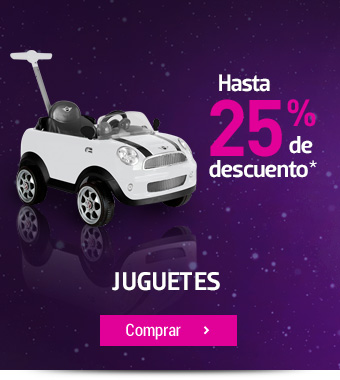 Hasta
25% de
descuento*
JUGUETES
Comprar >